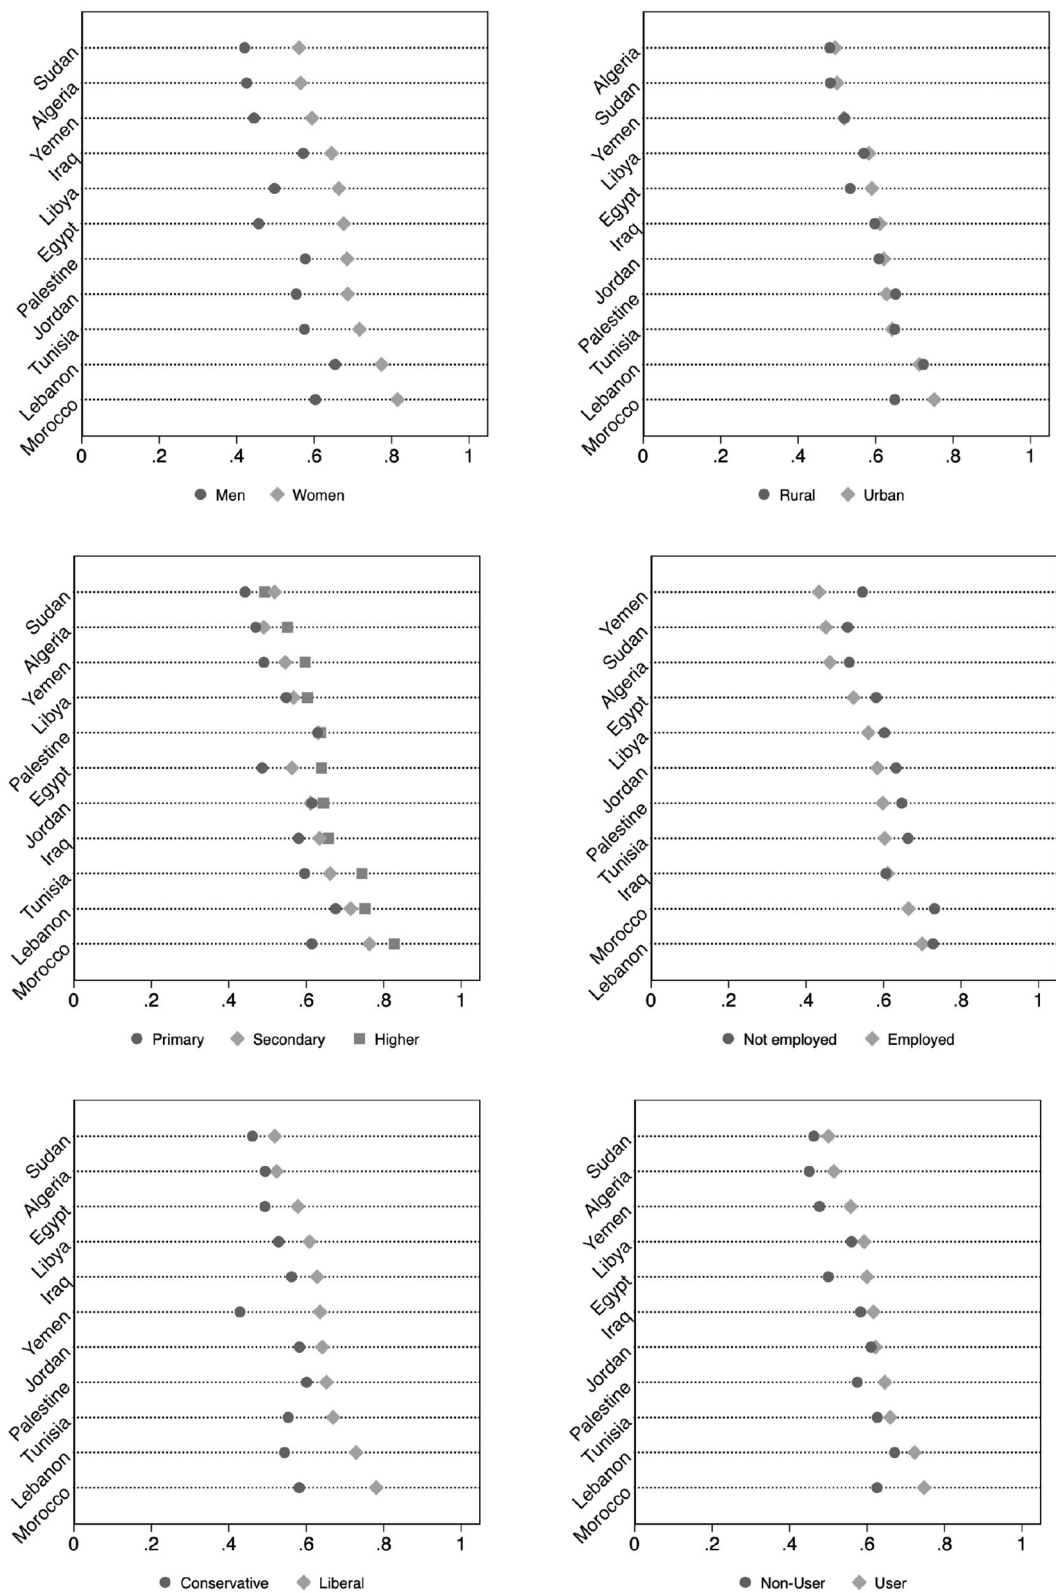 Sudan
Algeria
Yemen
Iraq
Libya
Egypt
Palestine
Jordan
Tunisia
Lebanon
Morocco
0 .2 .4 .6 .8 1
Men Women
Algeria
Sudan
Yemen
Libya
Egypt
Iraq
Jordan
Palestine
Tunisia
Lebanon
Morocco
0 .2 .4 .6 .8 1
Rural Urban
Sudan
Algeria
Yemen
Libya
Palestine
Egypt
Jordan
Iraq
Tunisia
Lebanon
Morocco
0 .2 .4 .6 .8 1
Primary Secondary Higher
Yemen
Sudan
Algeria
Egypt
Libya
Jordan
Palestine
Tunisia
Iraq
Morocco
Lebanon
0 .2 .4 .6 .8 1
Not employed Employed
Sudan
Algeria
Egypt
Libya
Iraq
Yemen
Jordan
Palestine
Tunisia
Lebanon
Morocco
0 .2 .4 .6 .8 1
Conservative Liberal
Sudan
Algeria
Yemen
Libya
Egypt
Iraq
Jordan
Palestine
Tunisia
Lebanon
Morocco
0 .2 .4 .6 .8 1
Non-User User